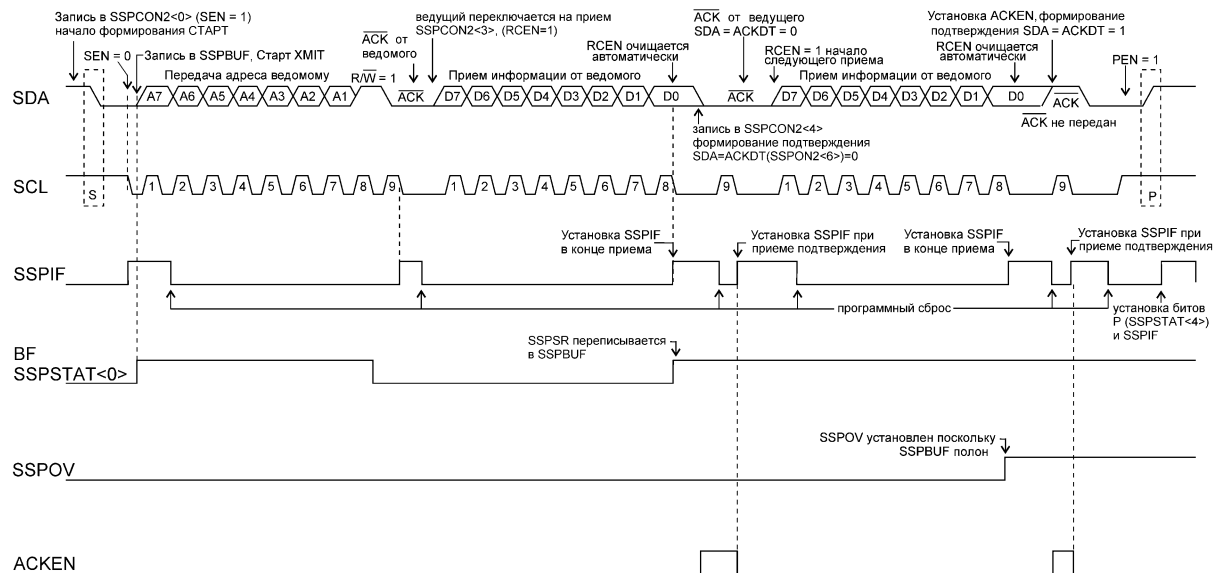 Запись в SSPCON2<0> (SEN = 1)
начало формирования СТАРТ
SEN = 0
Запись в SSPBUF, Старт XMIT
Передача адреса ведомому
R/W = 1
ACK от
ведомого
ведущий переключается на прием
SSPCON2<3>, (RCEN=1)
Прием информации от ведомого
RCEN очищается
автоматически
ACK от ведущего
SDA = ACKDT = 0
RCEN = 1 начало
следующего приема
Прием информации от ведомого
Установка ACKEN, формирование
подтверждения SDA = ACKDT = 1
RCEN очищается
автоматически
PEN = 1
SDA
A7 A6 A5 A4 A3 A2 A1 ACK D7 D6 D5 D4 D3 D2 D1 D0 ACK D7 D6 D5 D4 D3 D2 D1 D0 ACK
ACK не передан
запись в SSPCON2<4>
формирование подтверждения
SDA=ACKDT(SSPON2<6>)=0
SCL
S 1 2 3 4 5 6 7 8 9 1 2 3 4 5 6 7 8 9 1 2 3 4 5 6 7 8 9 P
Установка SSPIF
в конце приема
Установка SSPIF при
приеме подтверждения
Установка SSPIF
в конце приема
Установка SSPIF при
приеме подтверждения
SSPIF
программный сброс
установка битов
P (SSPSTAT<4>)
и SSPIF
BF
SSPSTAT<0>
SSPSR переписывается
в SSPBUF
SSPOV
SSPOV установлен поскольку
SSPBUF полон
ACKEN